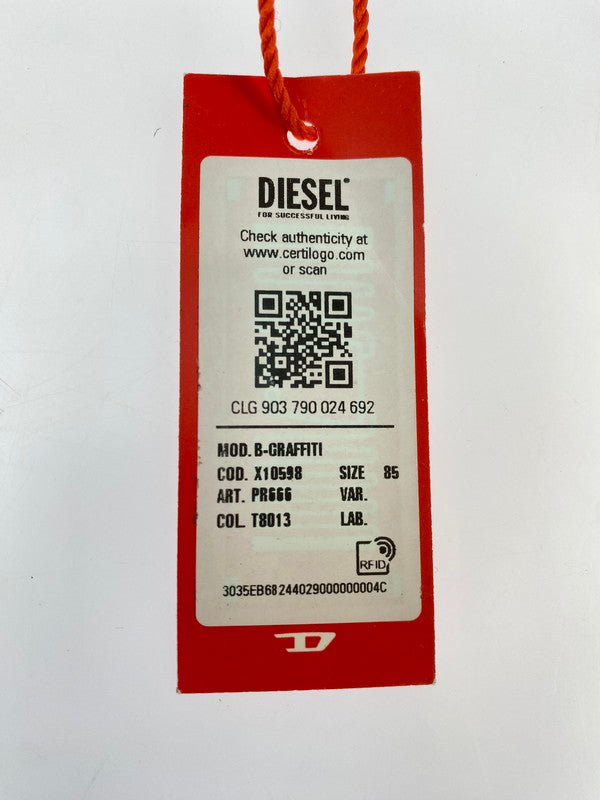 DIESEL
FOR SUCCESSFUL LIVING
Check authenticity at
www.certilogo.com
or scan
CLG 903 790 024 692
MOD. B-GRAFFITI
COD. X10598 SIZE 85
ART. PR666 VAR.
COL. T8013 LAB.
RFID
3035EB68244029000000004C
D